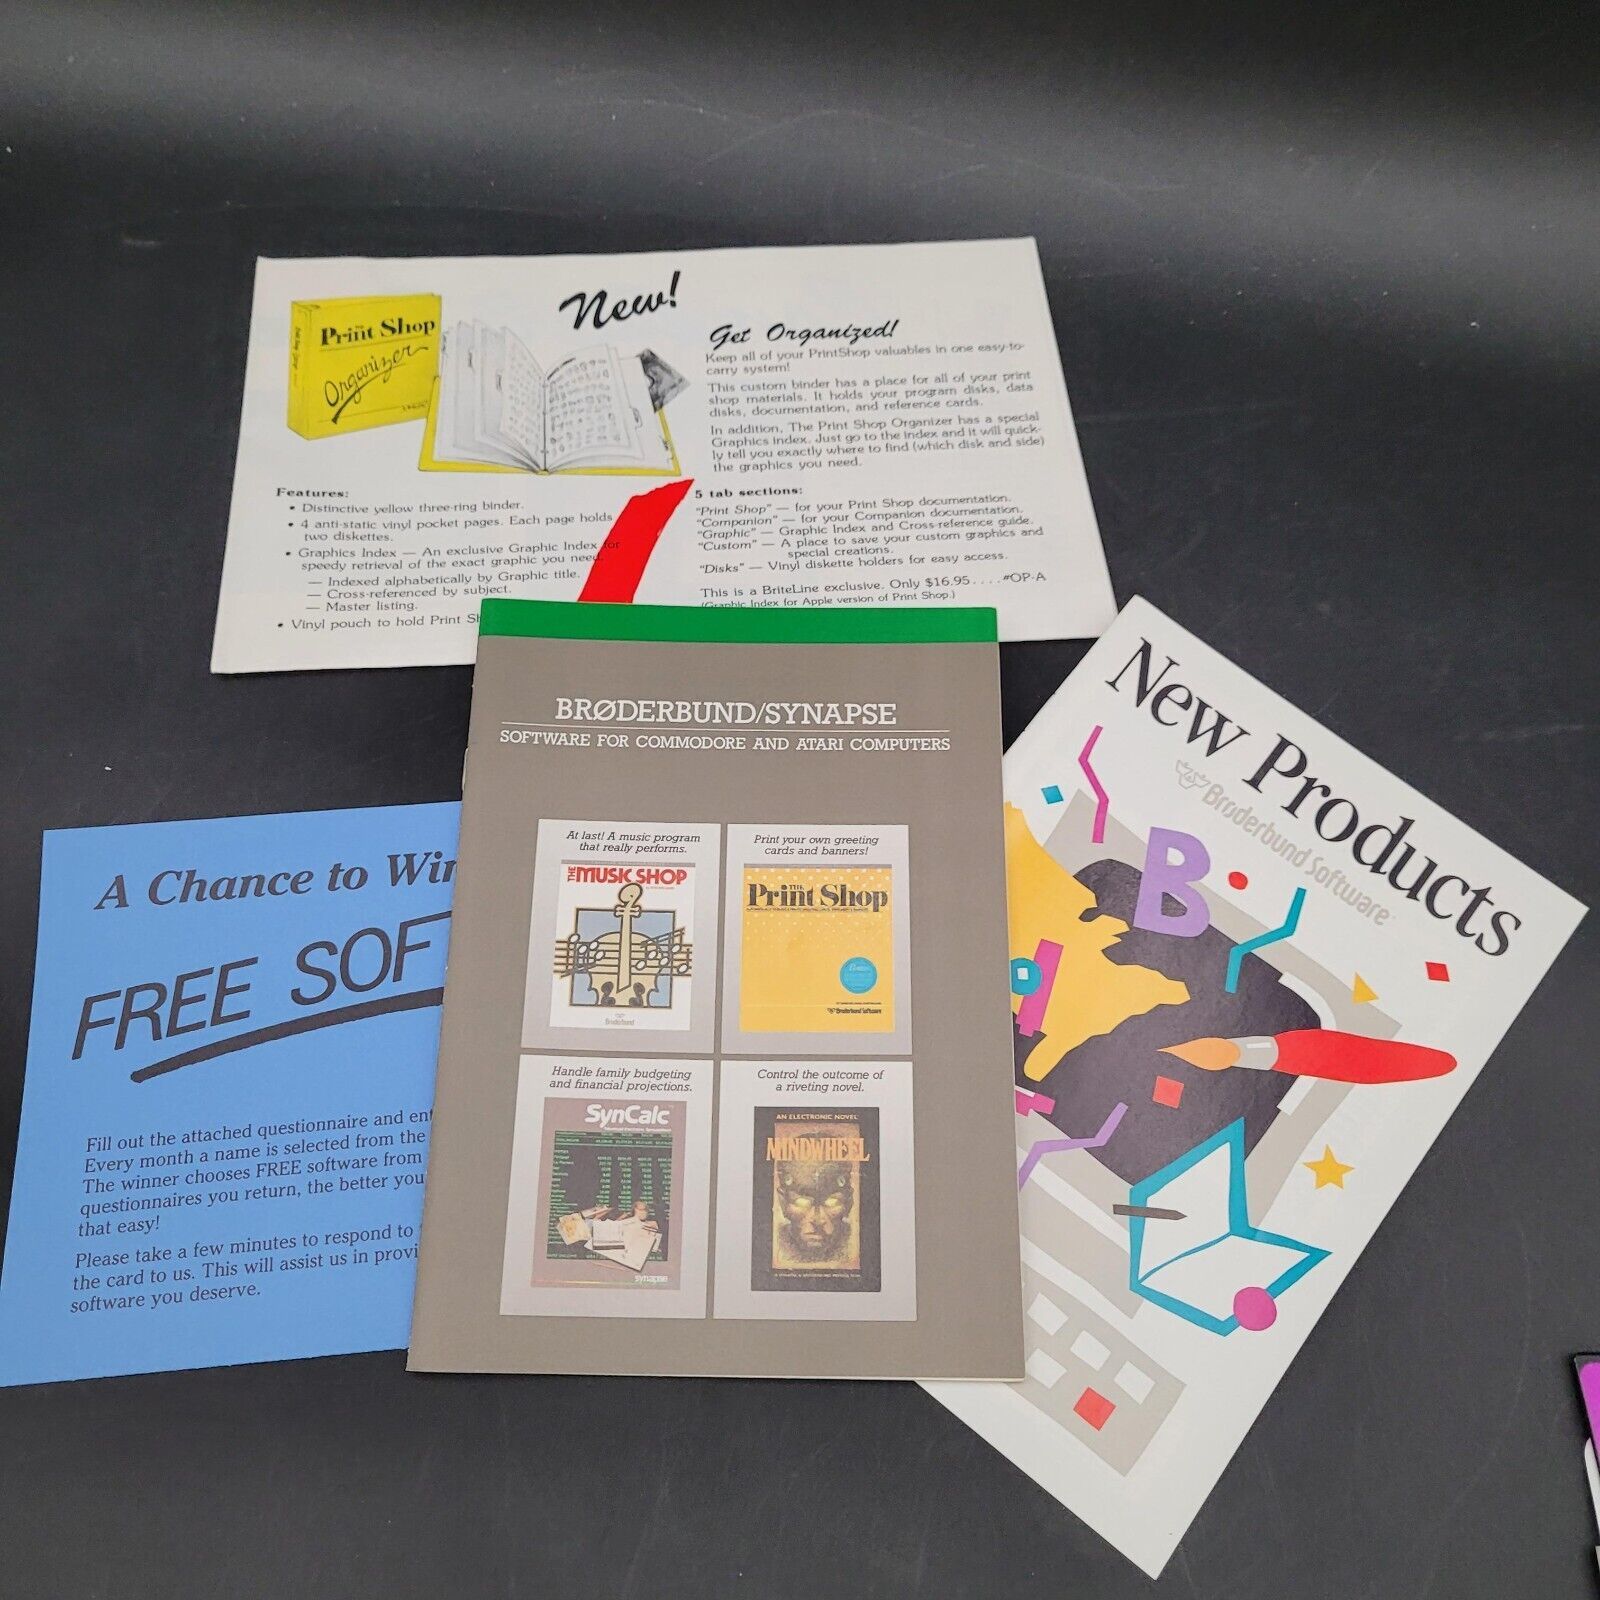 New!
THE
Print Shop
Organizer
Get Organized!
Keep all of your PrintShop valuables in one easy-to-
carry system!
This custom binder has a place for all of your print
shop materials. It holds your program disks, data
disks, documentation, and reference cards.
In addition, The Print Shop Organizer has a special
Graphics Index. Just go to the index and it will quick-
ly tell you exactly where to find (which disk and side)
the graphics you need.
Features:
• Distinctive yellow three-ring binder.
• 4 anti-static vinyl pocket pages. Each page holds
two diskettes.
• Graphics Index — An exclusive Graphic Index for
speedy retrieval of the exact graphic you need.
— Indexed alphabetically by Graphic title.
— Cross-referenced by subject.
— Master listing.
• Vinyl pouch to hold Print Sh
5 tab sections:
"Print Shop" — for your Print Shop documentation.
"Companion" — for your Companion documentation.
"Graphic" — Graphic Index and Cross-reference guide.
"Custom" — A place to save your custom graphics and
special creations.
"Disks" — Vinyl diskette holders for easy access.
This is a BriteLine exclusive. Only $16.95 . . . . #OP-A
(Graphic Index for Apple version of Print Shop.)
BRØDERBUND/SYNAPSE
SOFTWARE FOR COMMODORE AND ATARI COMPUTERS
At last! A music program
that really performs.
THE MUSIC SHOP
Brøderbund
Print your own greeting
cards and banners!
THE
Print Shop
Brøderbund Software
Handle family budgeting
and financial projections.
SynCalc
synapse
Control the outcome of
a riveting novel.
AN ELECTRONIC NOVEL
MINDWHEEL
A Chance to Win
FREE SOF
Fill out the attached questionnaire and ent
Every month a name is selected from the
The winner chooses FREE software from
questionnaires you return, the better you
that easy!
Please take a few minutes to respond to
the card to us. This will assist us in provi
software you deserve.
New Products
Brøderbund Software
B